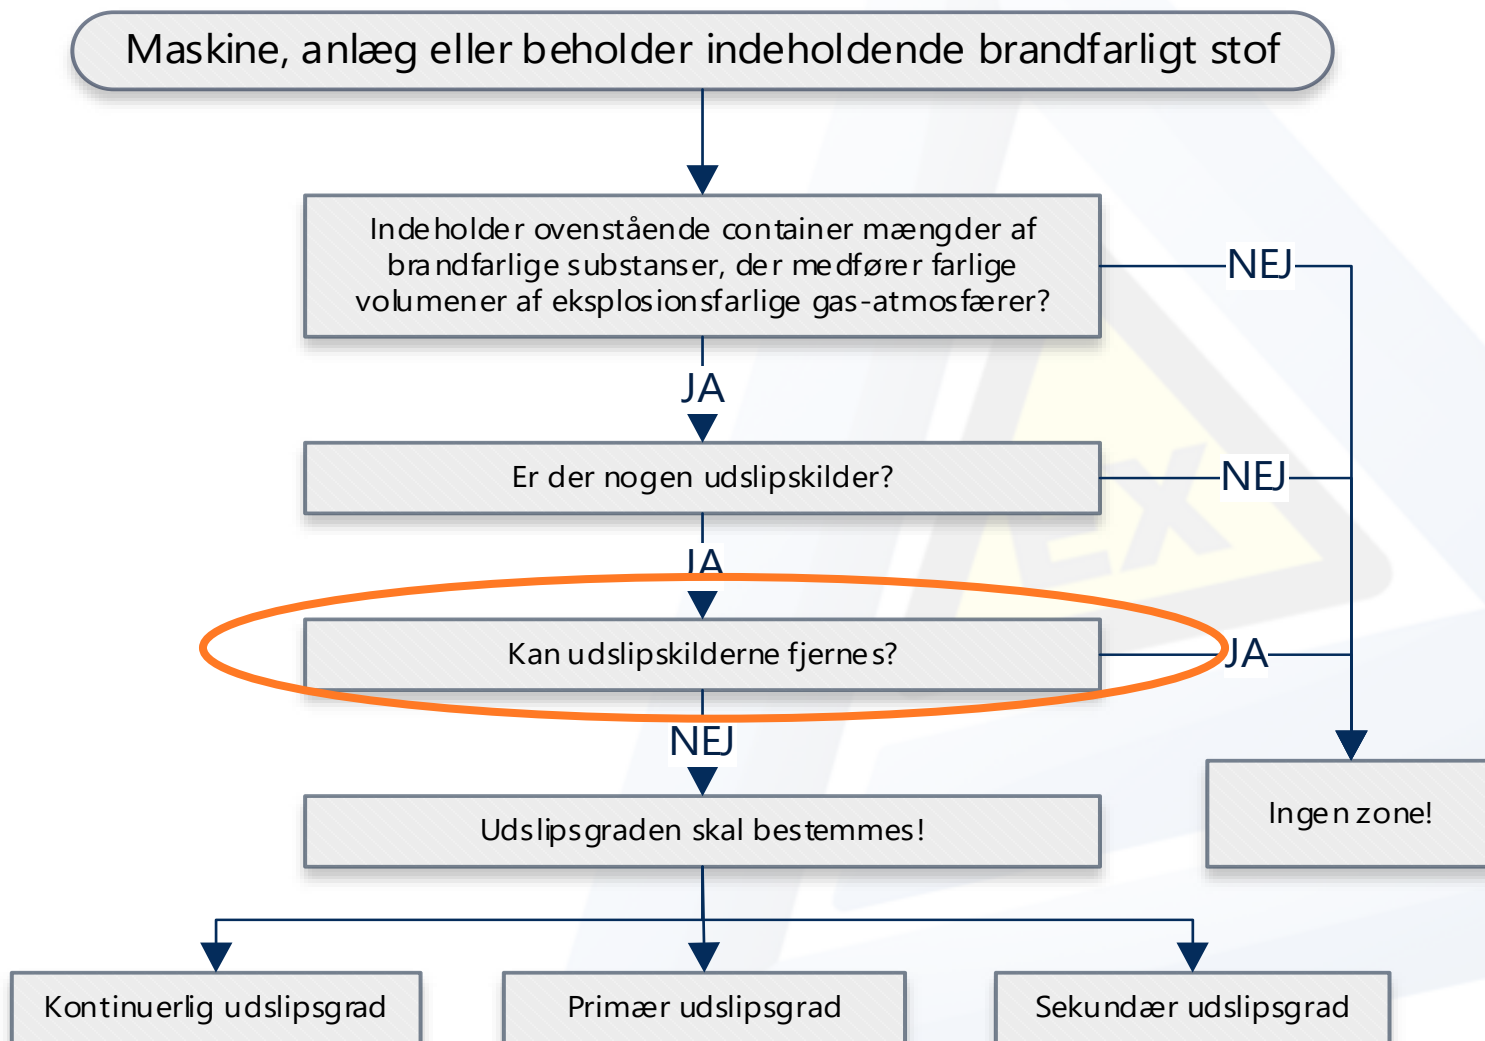 Maskine, anlæg eller beholder indeholdende brandfarligt stof
Indeholder ovenstående container mængder af
brandfarlige substanser, der medfører farlige
volumener af eksplosionsfarlige gas-atmosfærer?
NEJ
JA
Er der nogen udslipskilder?
NEJ
JA
Kan udslipskilderne fjernes?
JA
NEJ
Udslipsgraden skal bestemmes!
Ingen zone!
Kontinuerlig udslipsgrad
Primær udslipsgrad
Sekundær udslipsgrad
EX